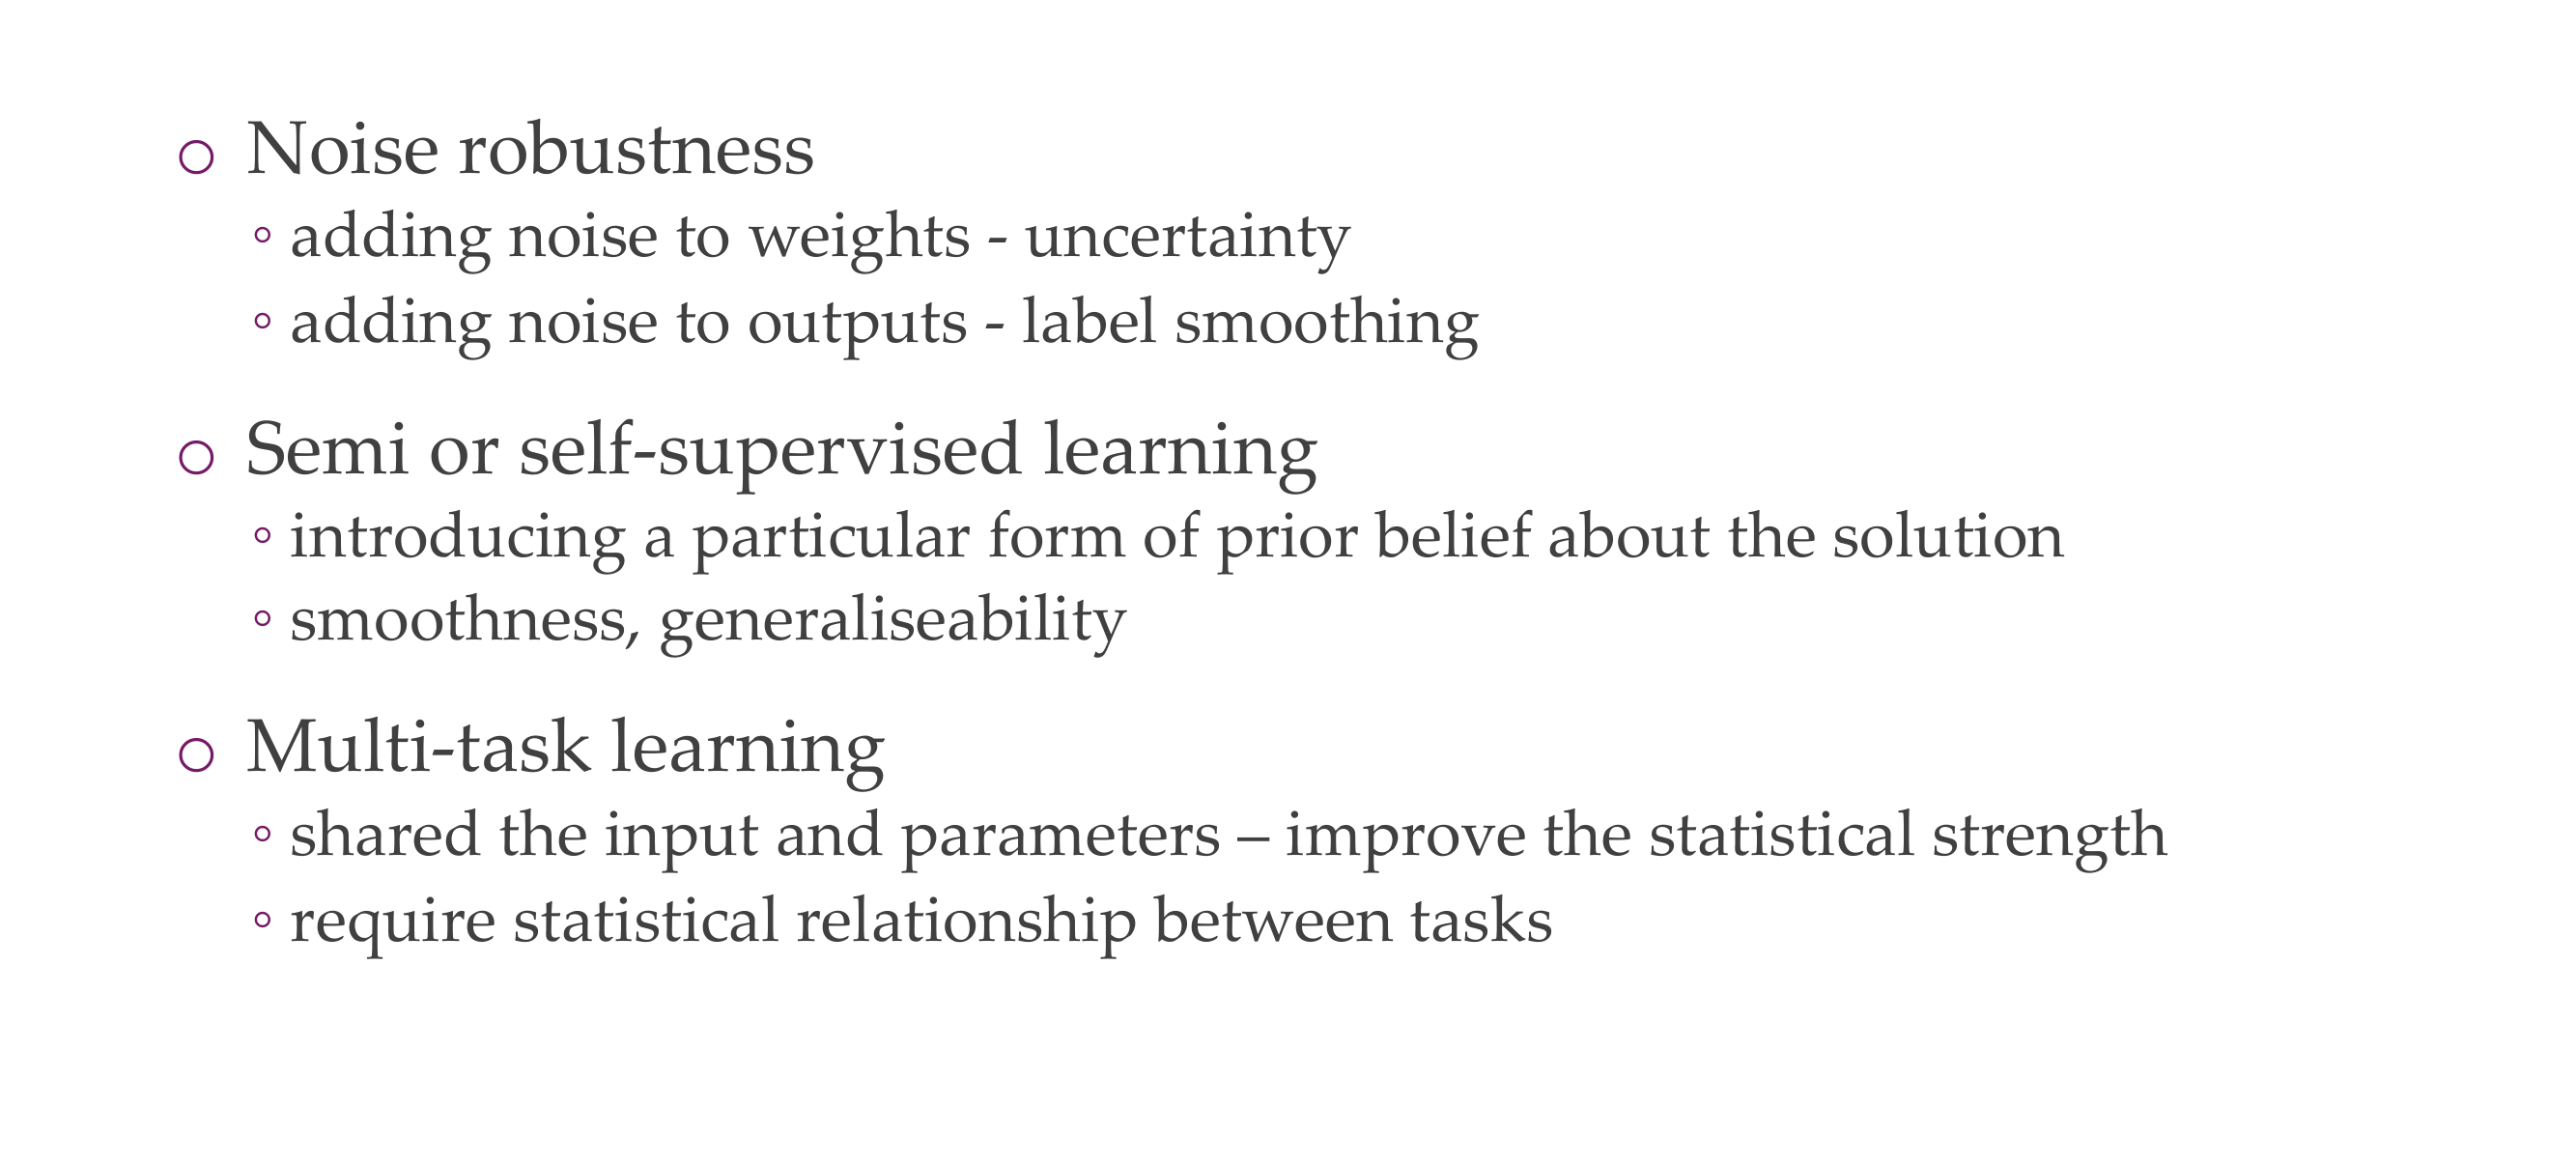 Noise robustness
adding noise to weights - uncertainty
adding noise to outputs - label smoothing
Semi or self-supervised learning
introducing a particular form of prior belief about the solution
smoothness, generaliseability
Multi-task learning
shared the input and parameters – improve the statistical strength
require statistical relationship between tasks